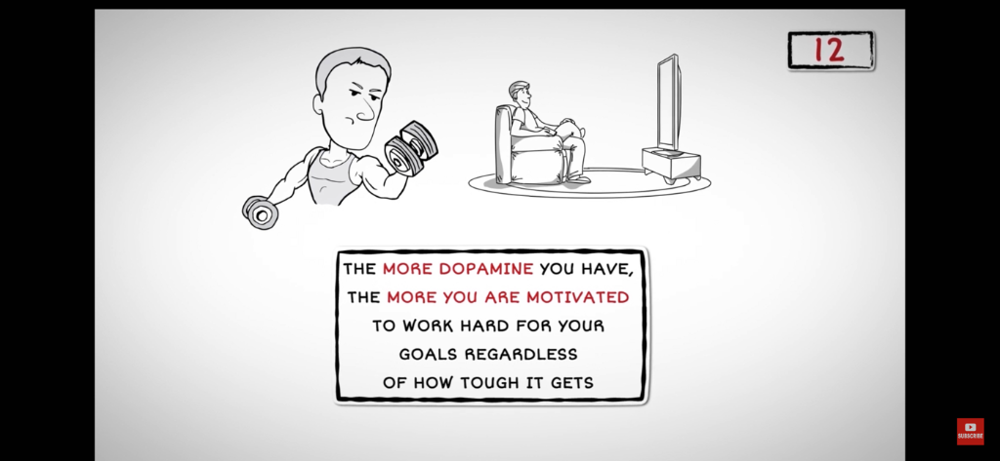 12
THE MORE DOPAMINE YOU HAVE,
THE MORE YOU ARE MOTIVATED
TO WORK HARD FOR YOUR
GOALS REGARDLESS
OF HOW TOUGH IT GETS
SUBSCRIBE